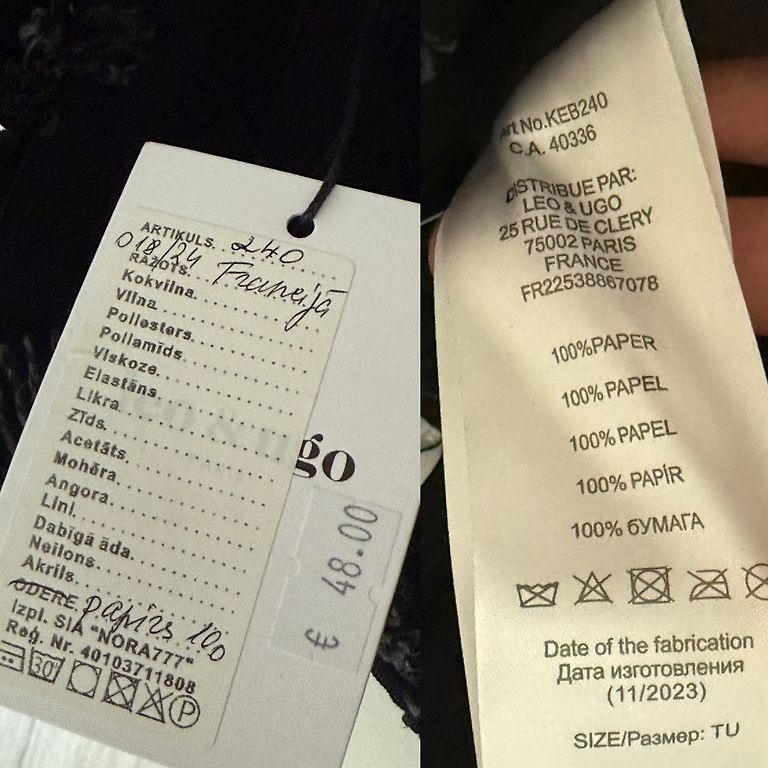 ARTIKULS. 240
018/24
RAŽOTS. Francijā
Kokvilna
Vilna
Poliesters
Poliamīds
Viskoze
Elastāns
Likra
Zīds
Acetāts
Mohēra
Angora
Lini
Dabīgā āda
Neilons
Akrils
ODERE papīrs 100
Izpl. SIA "NORA777"
Reg. Nr. 40103711808
30°
P
go
€ 48.00
Art No.KEB240
C.A. 40336
DISTRIBUE PAR:
LEO & UGO
25 RUE DE CLERY
75002 PARIS
FRANCE
FR22538867078
100%PAPER
100% PAPEL
100% PAPEL
100% PAPÍR
100% БУМАГА
Date of the fabrication
Дата изготовления
(11/2023)
SIZE/Размер: TU